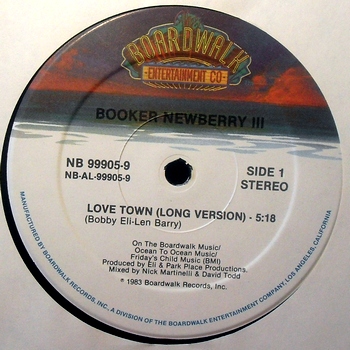 THE
BOARDWALK
ENTERTAINMENT CO
BOOKER NEWBERRY III
NB 99905-9
NB-AL-99905-9
SIDE 1
STEREO
LOVE TOWN (LONG VERSION) - 5:18
(Bobby Eli-Len Barry)
On The Boardwalk Music/
Ocean To Ocean Music/
Friday's Child Music (BMI)
Produced by Eli & Park Place Productions.
Mixed by Nick Martinelli & David Todd
℗ 1983 Boardwalk Records, Inc.
MANUFACTURED BY BOARDWALK RECORDS, INC. A DIVISION OF THE BOARDWALK ENTERTAINMENT COMPANY, LOS ANGELES, CALIFORNIA